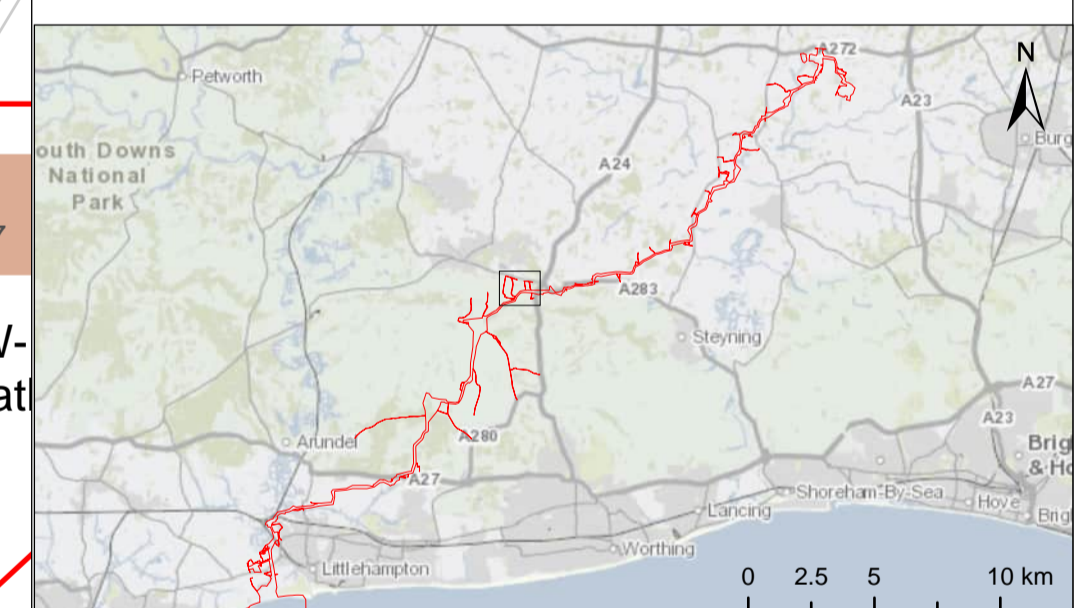 A272
N
Petworth
A23
Burg
outh Downs
National
Park
A24
A283
Steyning
A27
A23
Arundel
A280
Brig
& Ho
A27
Shoreham-By-Sea
Hove
Lancing
Brig
Worthing
Littlehampton
0 2.5 5 10 km